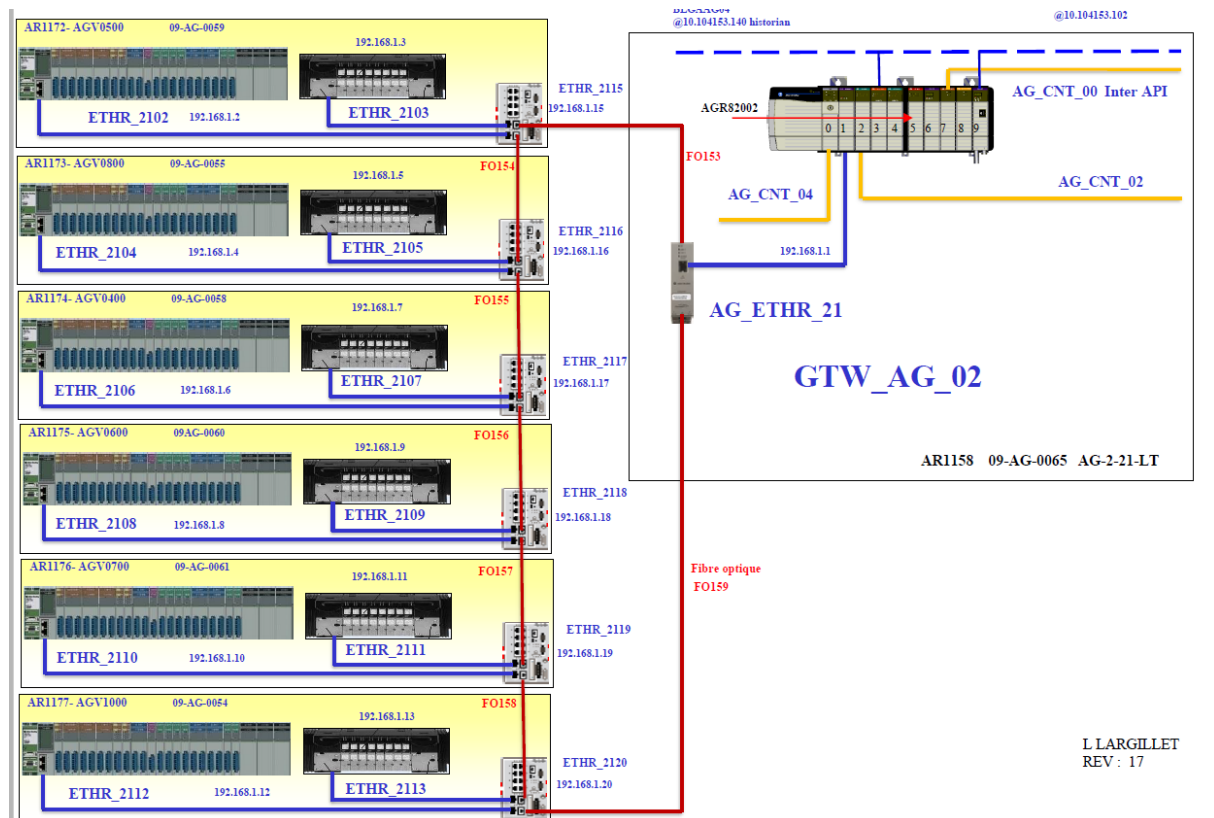 @10.104153.140 historian
@10.104153.102
AR1172- AGV0500 09-AG-0059
192.168.1.3
ETHR_2115
192.168.1.15
ETHR_2102 192.168.1.2
ETHR_2103
AR1173- AGV0800 09-AG-0055
FO154
192.168.1.5
ETHR_2116
192.168.1.16
ETHR_2104 192.168.1.4
ETHR_2105
AR1174- AGV0400 09-AG-0058
FO155
192.168.1.7
ETHR_2117
192.168.1.17
ETHR_2106 192.168.1.6
ETHR_2107
AR1175- AGV0600 09AG-0060
FO156
192.168.1.9
ETHR_2118
192.168.1.18
ETHR_2108 192.168.1.8
ETHR_2109
AR1176- AGV0700 09-AG-0061
FO157
192.168.1.11
ETHR_2119
192.168.1.19
ETHR_2110 192.168.1.10
ETHR_2111
AR1177- AGV1000 09-AG-0054
FO158
192.168.1.13
ETHR_2120
192.168.1.20
ETHR_2112 192.168.1.12
ETHR_2113
FO153
AGR82002
0 1 2 3 4 5 6 7 8 9
AG_CNT_00 Inter API
AG_CNT_04
AG_CNT_02
192.168.1.1
AG_ETHR_21
GTW_AG_02
AR1158 09-AG-0065 AG-2-21-LT
Fibre optique
FO159
L LARGILLET
REV : 17